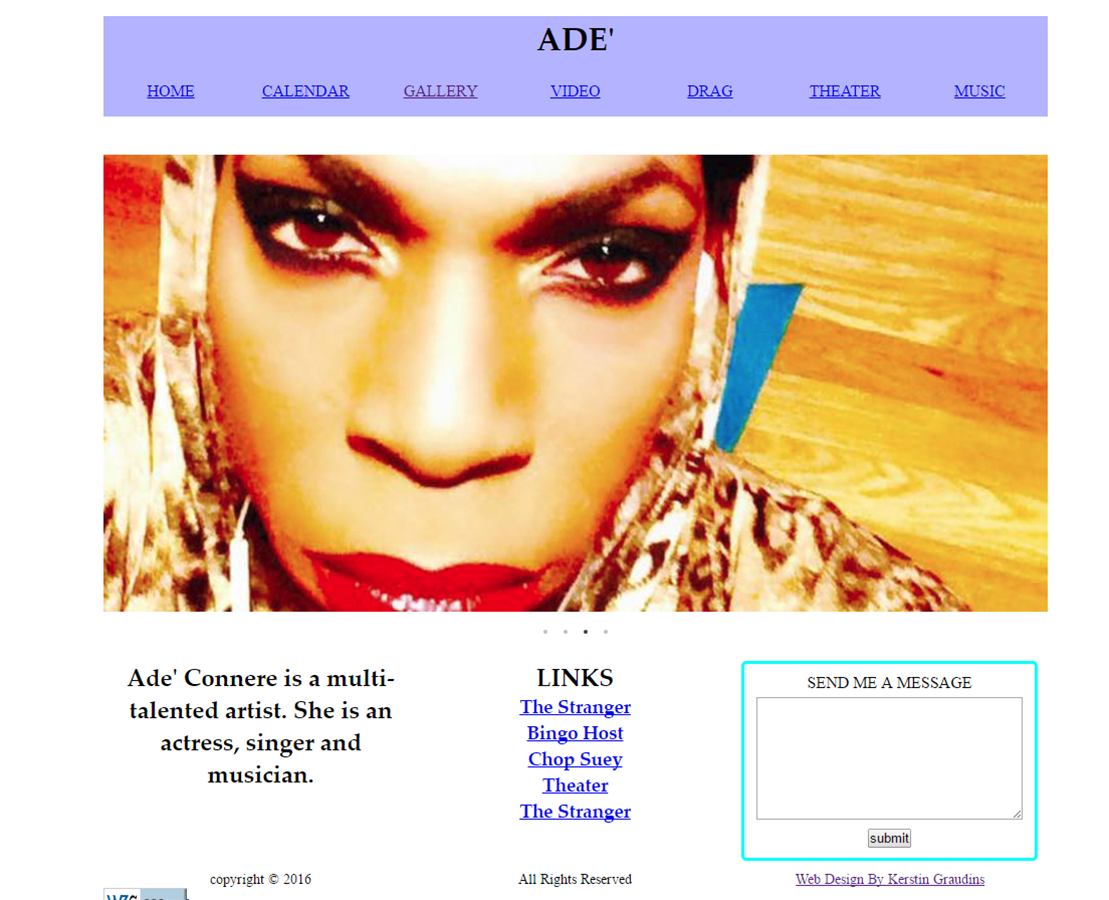 ADE'
HOME CALENDAR GALLERY VIDEO DRAG THEATER MUSIC
Ade' Connere is a multi-
talented artist. She is an
actress, singer and
musician.
LINKS
The Stranger
Bingo Host
Chop Suey
Theater
The Stranger
SEND ME A MESSAGE
submit
copyright © 2016 All Rights Reserved Web Design By Kerstin Graudins